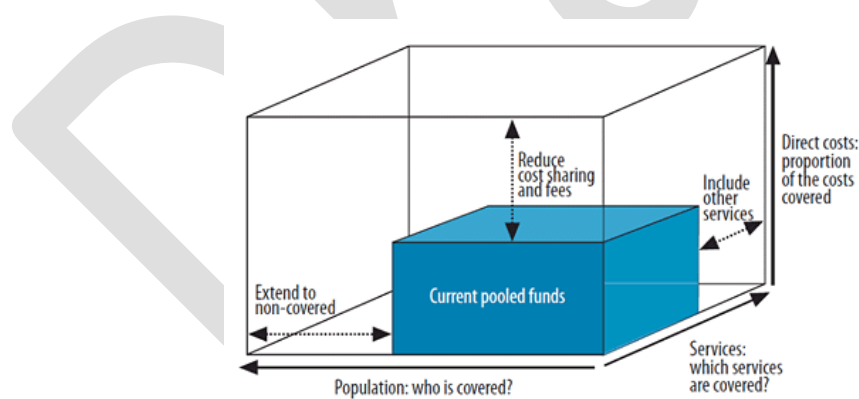 Reduce
cost sharing
and fees
Include
other
services
Direct costs:
proportion
of the costs
covered
Extend to
non-covered
Current pooled funds
Services:
which services
are covered?
Population: who is covered?